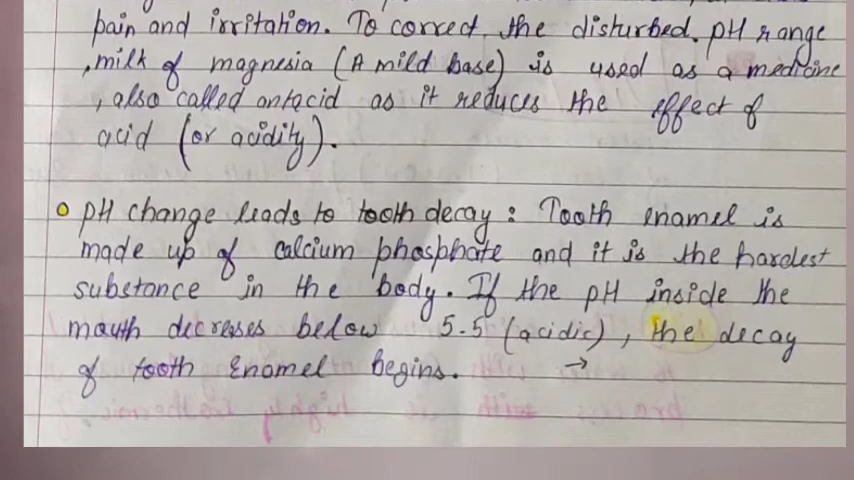 pain and irritation. To correct the disturbed pH range
, milk of magnesia (A mild base) is used as a medicine
, also called antacid as it reduces the effect of
acid (or acidity).
pH change leads to tooth decay : Tooth enamel is
made up of calcium phosphate and it is the hardest
substance in the body. If the pH inside the
mouth decreases below 5.5 (acidic), the decay
of tooth enamel begins. →